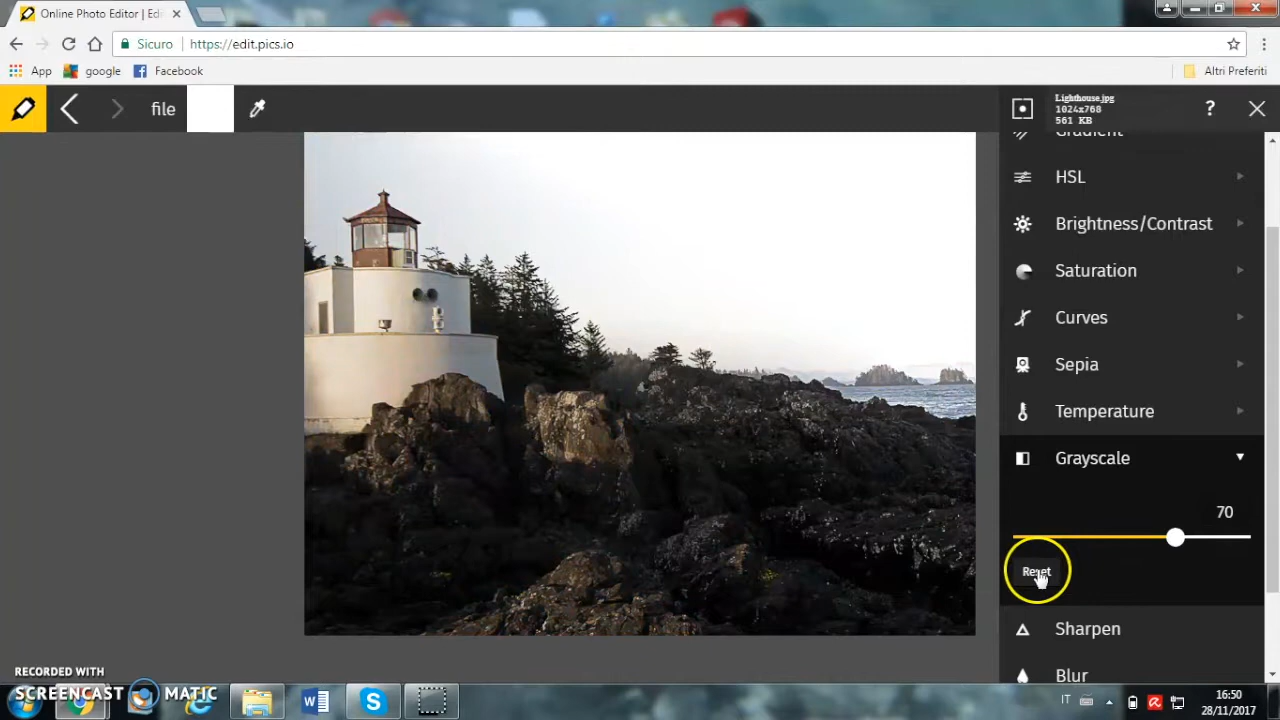 Online Photo Editor | Edi
Sicuro https://edit.pics.io
App google Facebook Altri Preferiti
file
Lighthouse.jpg
1024x768
561 KB
?
Gradient
HSL
Brightness/Contrast
Saturation
Curves
Sepia
Temperature
Grayscale
70
Reset
Sharpen
Blur
RECORDED WITH
SCREENCAST MATIC
IT
16:50
28/11/2017